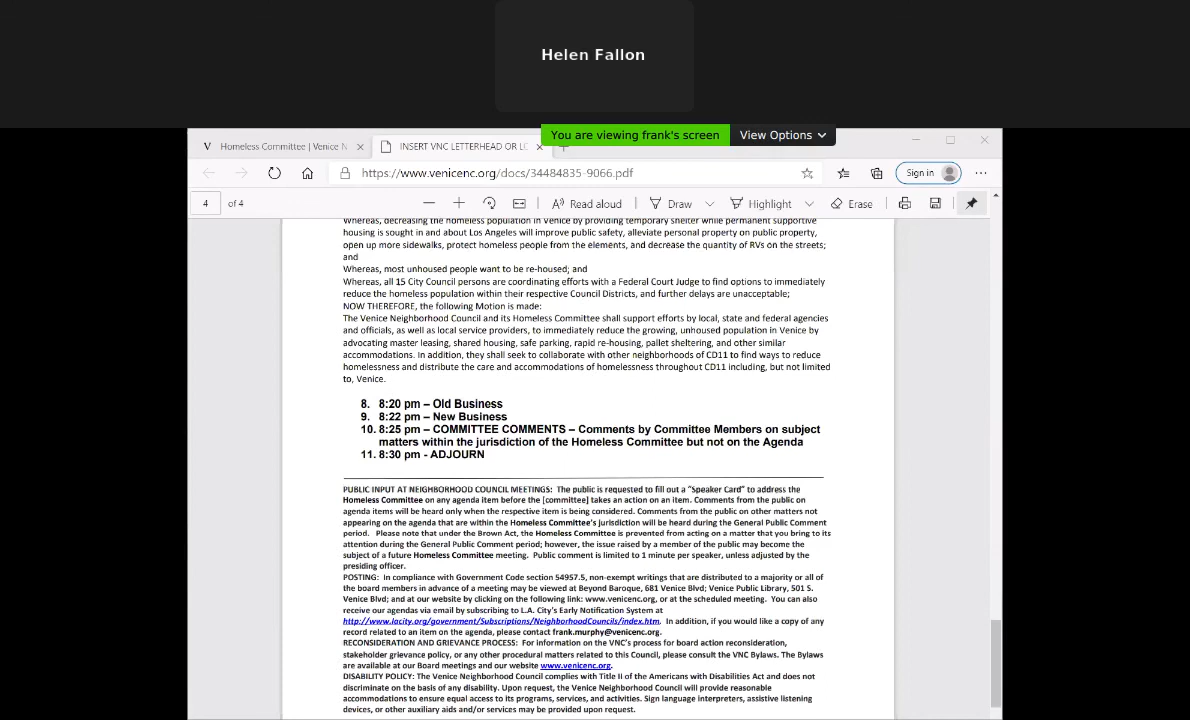 Helen Fallon
You are viewing frank's screen View Options
Homeless Committee | Venice N
INSERT VNC LETTERHEAD OR LO
https://www.venicenc.org/docs/34484835-9066.pdf
Sign in
4 of 4
Read aloud
Draw
Highlight
Erase
Whereas, decreasing the homeless population in Venice by providing temporary shelter while permanent supportive
housing is sought in and about Los Angeles will improve public safety, alleviate personal property on public property,
open up more sidewalks, protect homeless people from the elements, and decrease the quantity of RVs on the streets;
and
Whereas, most unhoused people want to be re-housed; and
Whereas, all 15 City Council persons are coordinating efforts with a Federal Court Judge to find options to immediately
reduce the homeless population within their respective Council Districts, and further delays are unacceptable;
NOW THEREFORE, the following Motion is made:
The Venice Neighborhood Council and its Homeless Committee shall support efforts by local, state and federal agencies
and officials, as well as local service providers, to immediately reduce the growing, unhoused population in Venice by
advocating master leasing, shared housing, safe parking, rapid re-housing, pallet sheltering, and other similar
accommodations. In addition, they shall seek to collaborate with other neighborhoods of CD11 to find ways to reduce
homelessness and distribute the care and accommodations of homelessness throughout CD11 including, but not limited
to, Venice.
8. 8:20 pm – Old Business
9. 8:22 pm – New Business
10. 8:25 pm – COMMITTEE COMMENTS – Comments by Committee Members on subject
matters within the jurisdiction of the Homeless Committee but not on the Agenda
11. 8:30 pm - ADJOURN
PUBLIC INPUT AT NEIGHBORHOOD COUNCIL MEETINGS: The public is requested to fill out a "Speaker Card" to address the
Homeless Committee on any agenda item before the [committee] takes an action on an item. Comments from the public on
agenda items will be heard only when the respective item is being considered. Comments from the public on other matters not
appearing on the agenda that are within the Homeless Committee's jurisdiction will be heard during the General Public Comment
period. Please note that under the Brown Act, the Homeless Committee is prevented from acting on a matter that you bring to its
attention during the General Public Comment period; however, the issue raised by a member of the public may become the
subject of a future Homeless Committee meeting. Public comment is limited to 1 minute per speaker, unless adjusted by the
presiding officer.
POSTING: In compliance with Government Code section 54957.5, non-exempt writings that are distributed to a majority or all of
the board members in advance of a meeting may be viewed at Beyond Baroque, 681 Venice Blvd; Venice Public Library, 501 S.
Venice Blvd; and at our website by clicking on the following link: www.venicenc.org, or at the scheduled meeting. You can also
receive our agendas via email by subscribing to L.A. City's Early Notification System at
http://www.lacity.org/government/Subscriptions/NeighborhoodCouncils/index.htm. In addition, if you would like a copy of any
record related to an item on the agenda, please contact frank.murphy@venicenc.org.
RECONSIDERATION AND GRIEVANCE PROCESS: For information on the VNC's process for board action reconsideration,
stakeholder grievance policy, or any other procedural matters related to this Council, please consult the VNC Bylaws. The Bylaws
are available at our Board meetings and our website www.venicenc.org.
DISABILITY POLICY: The Venice Neighborhood Council complies with Title II of the Americans with Disabilities Act and does not
discriminate on the basis of any disability. Upon request, the Venice Neighborhood Council will provide reasonable
accommodations to ensure equal access to its programs, services, and activities. Sign language interpreters, assistive listening
devices, or other auxiliary aids and/or services may be provided upon request.